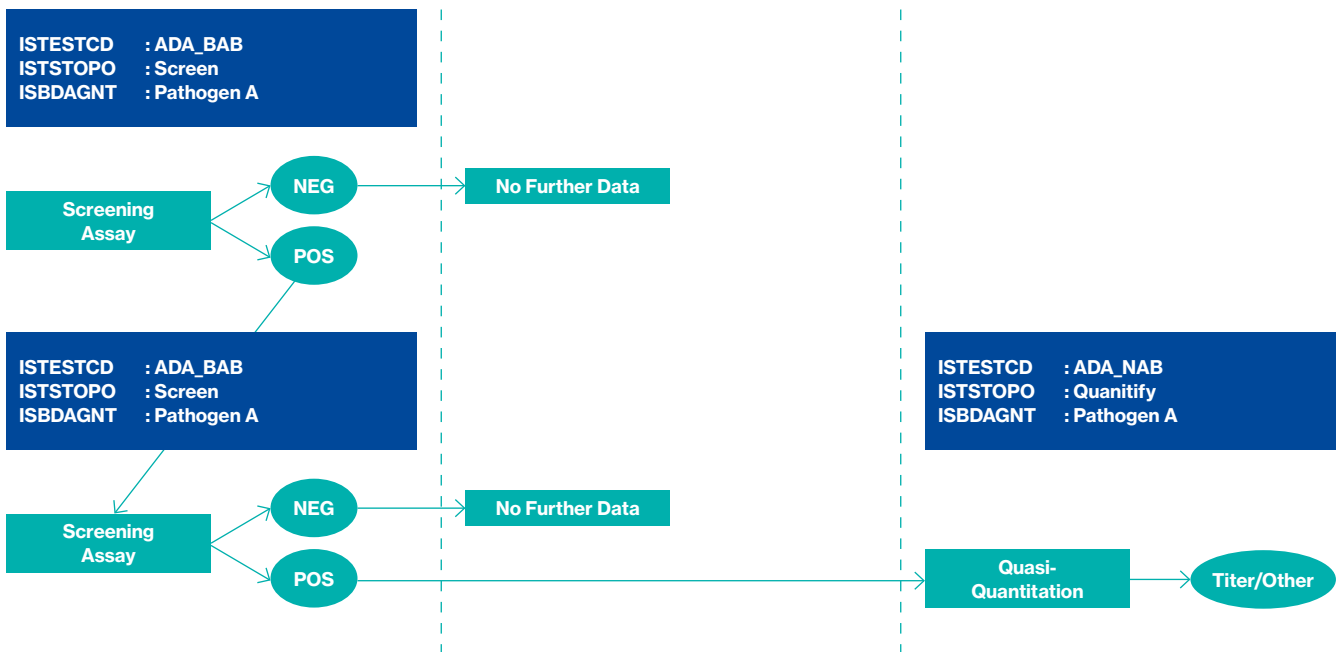 ISTESTCD : ADA_BAB
ISTSTOPO : Screen
ISBDAGNT : Pathogen A
NEG
No Further Data
Screening
Assay
POS
ISTESTCD : ADA_BAB
ISTSTOPO : Screen
ISBDAGNT : Pathogen A
ISTESTCD : ADA_NAB
ISTSTOPO : Quanitify
ISBDAGNT : Pathogen A
NEG
No Further Data
Screening
Assay
POS
Quasi-
Quantitation
Titer/Other